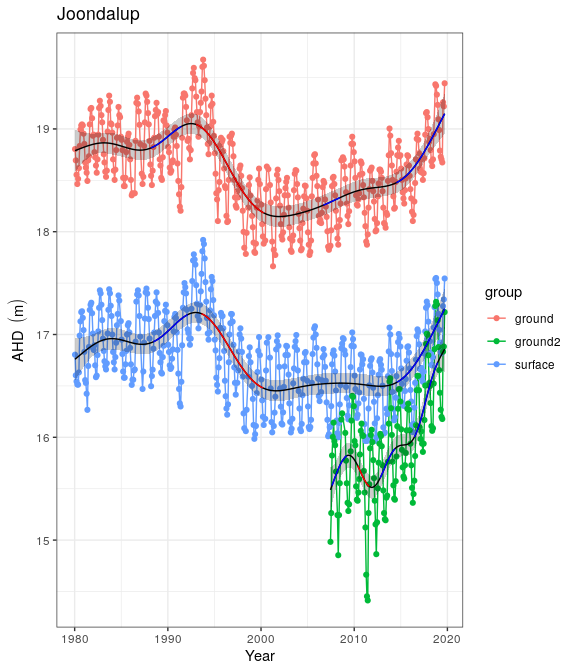 Joondalup
AHD (m)
19
18
17
16
15
1980 1990 2000 2010 2020
Year
group
ground
ground2
surface